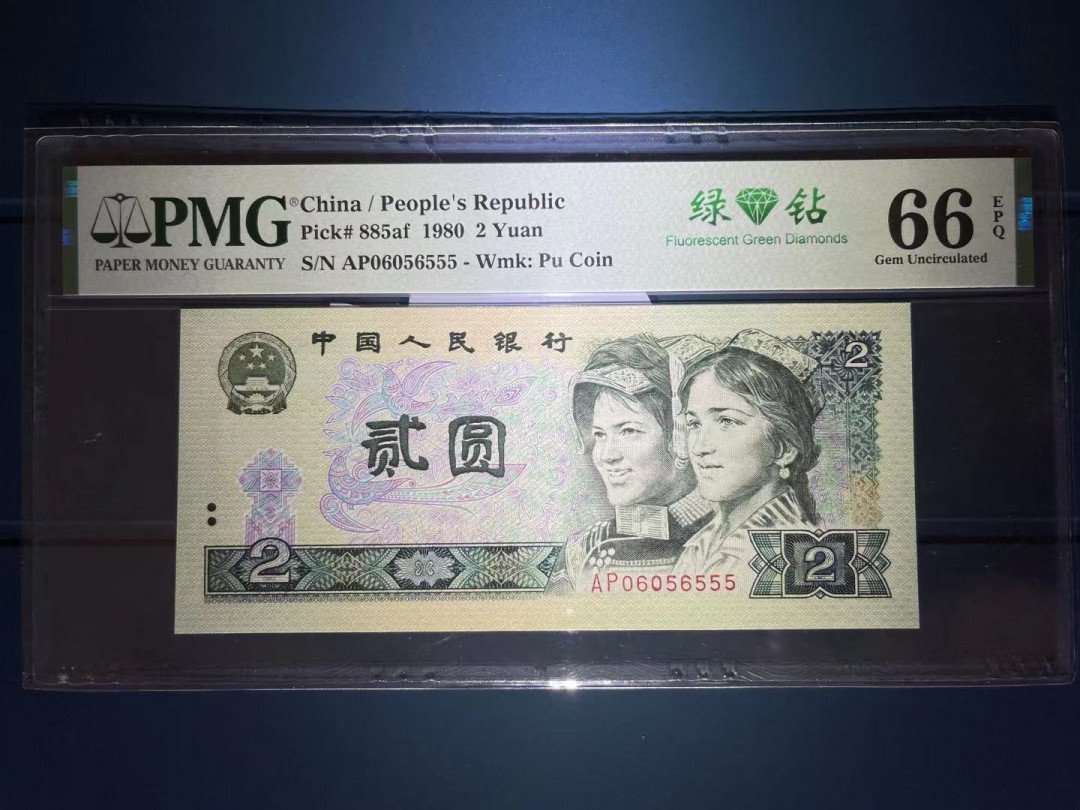 PMG®
PAPER MONEY GUARANTY
China / People's Republic
Pick# 885af 1980 2 Yuan
S/N AP06056555 - Wmk: Pu Coin
绿钻
Fluorescent Green Diamonds
66
EPQ
Gem Uncirculated
中国人民银行
2
贰圆
2
AP06056555
2